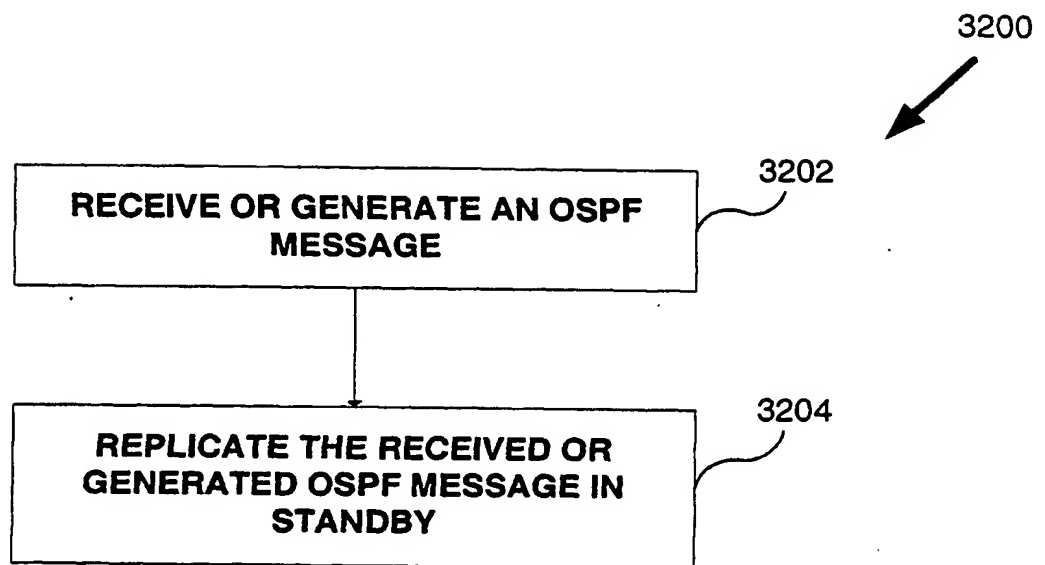 3200
3202
RECEIVE OR GENERATE AN OSPF
MESSAGE
3204
REPLICATE THE RECEIVED OR
GENERATED OSPF MESSAGE IN
STANDBY